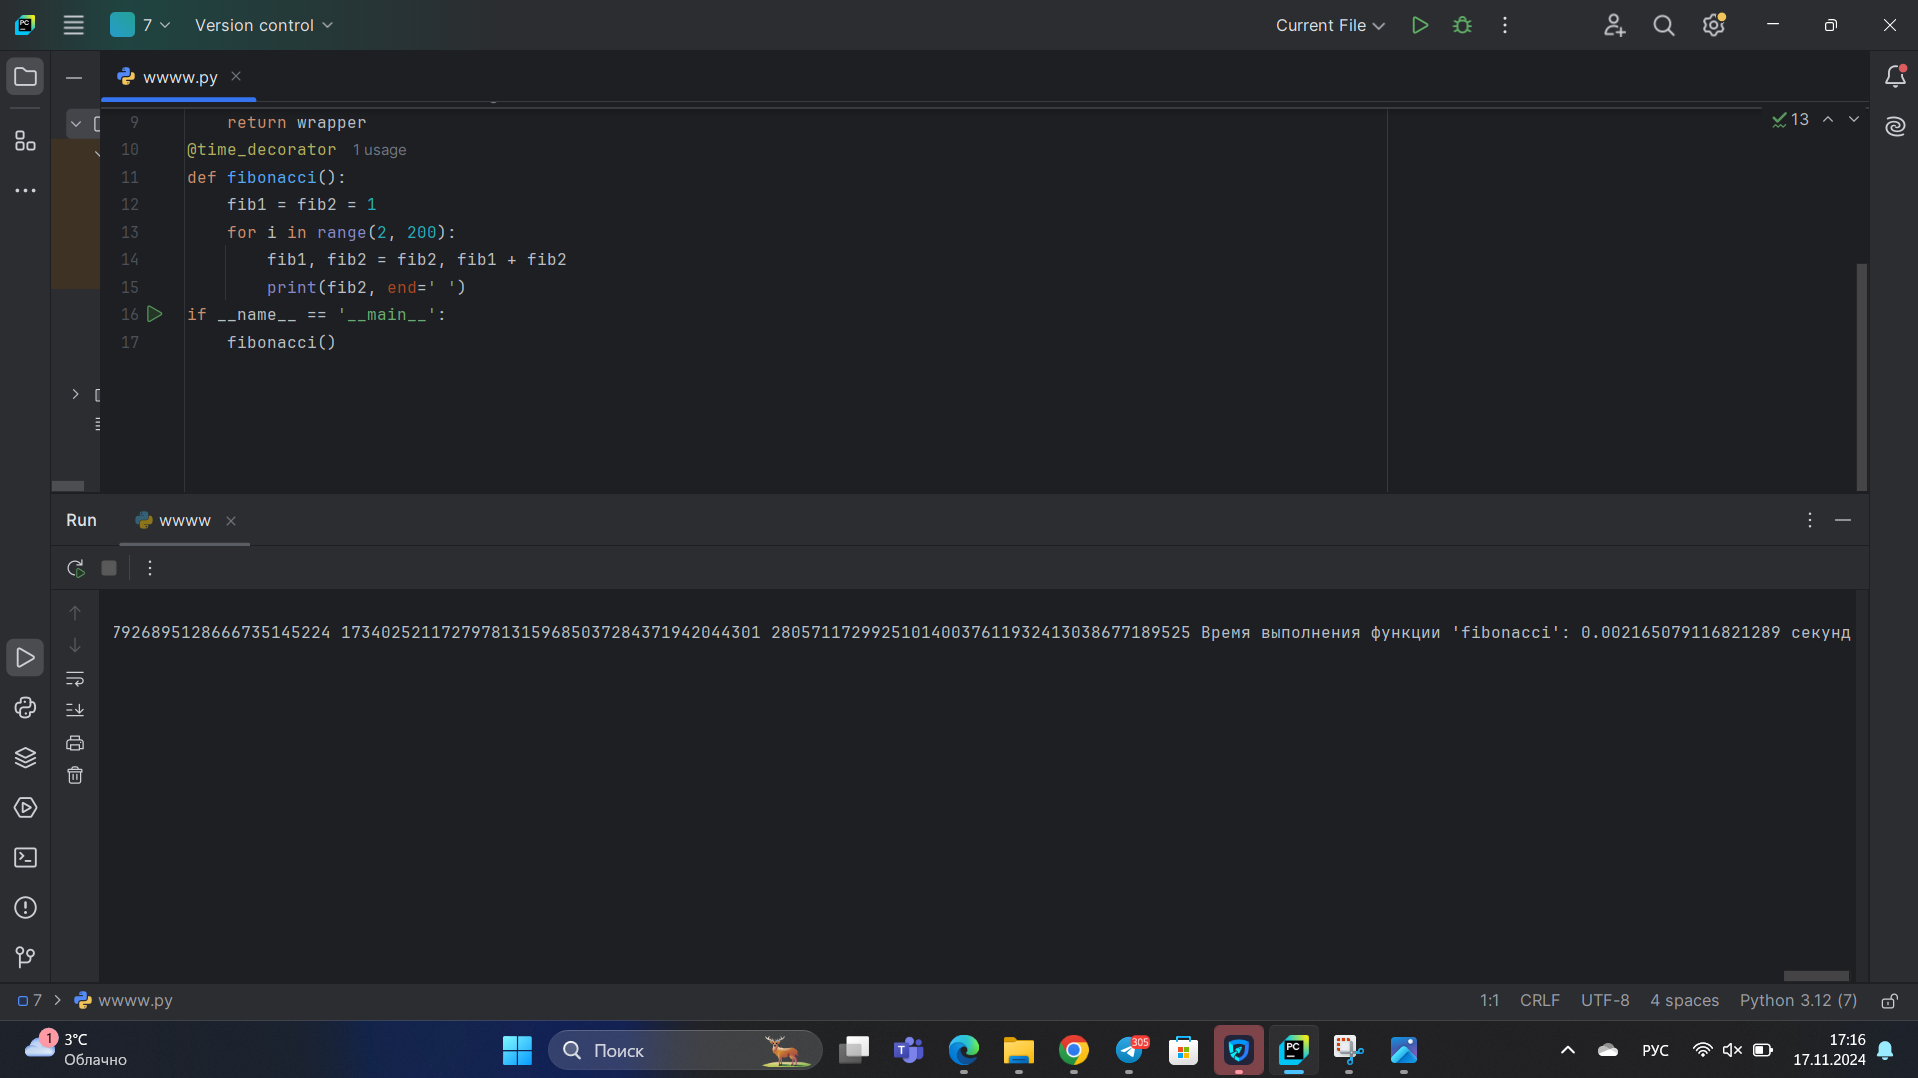 7
Version control
Current File
wwww.py
9 return wrapper
10 @time_decorator 1 usage
11 def fibonacci():
12 fib1 = fib2 = 1
13 for i in range(2, 200):
14 fib1, fib2 = fib2, fib1 + fib2
15 print(fib2, end=' ')
16 if __name__ == '__main__':
17 fibonacci()
13
Run
wwww
7926895128666735145224 173402521172797813159685037284371942044301 280571172992510140037611932413038677189525 Время выполнения функции 'fibonacci': 0.002165079116821289 секунд
7 > wwww.py
1:1 CRLF UTF-8 4 spaces Python 3.12 (7)
1
3°C
Облачно
Поиск
305
РУС
17:16
17.11.2024